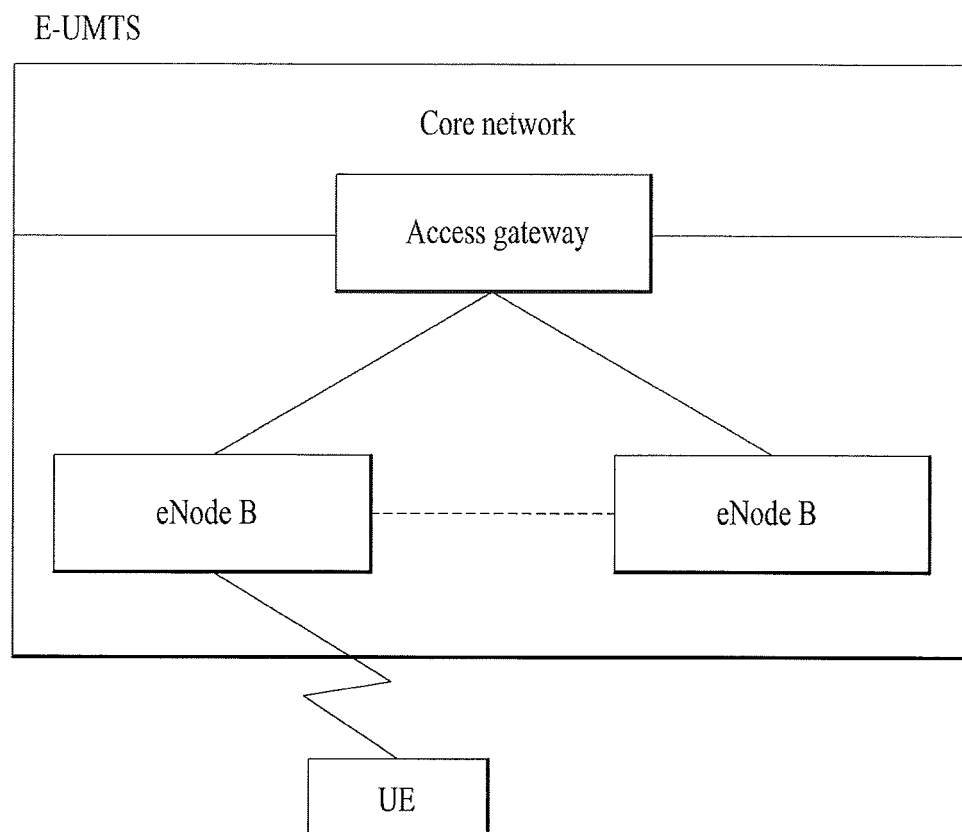 E-UMTS
Core network
Access gateway
eNode B
eNode B
UE